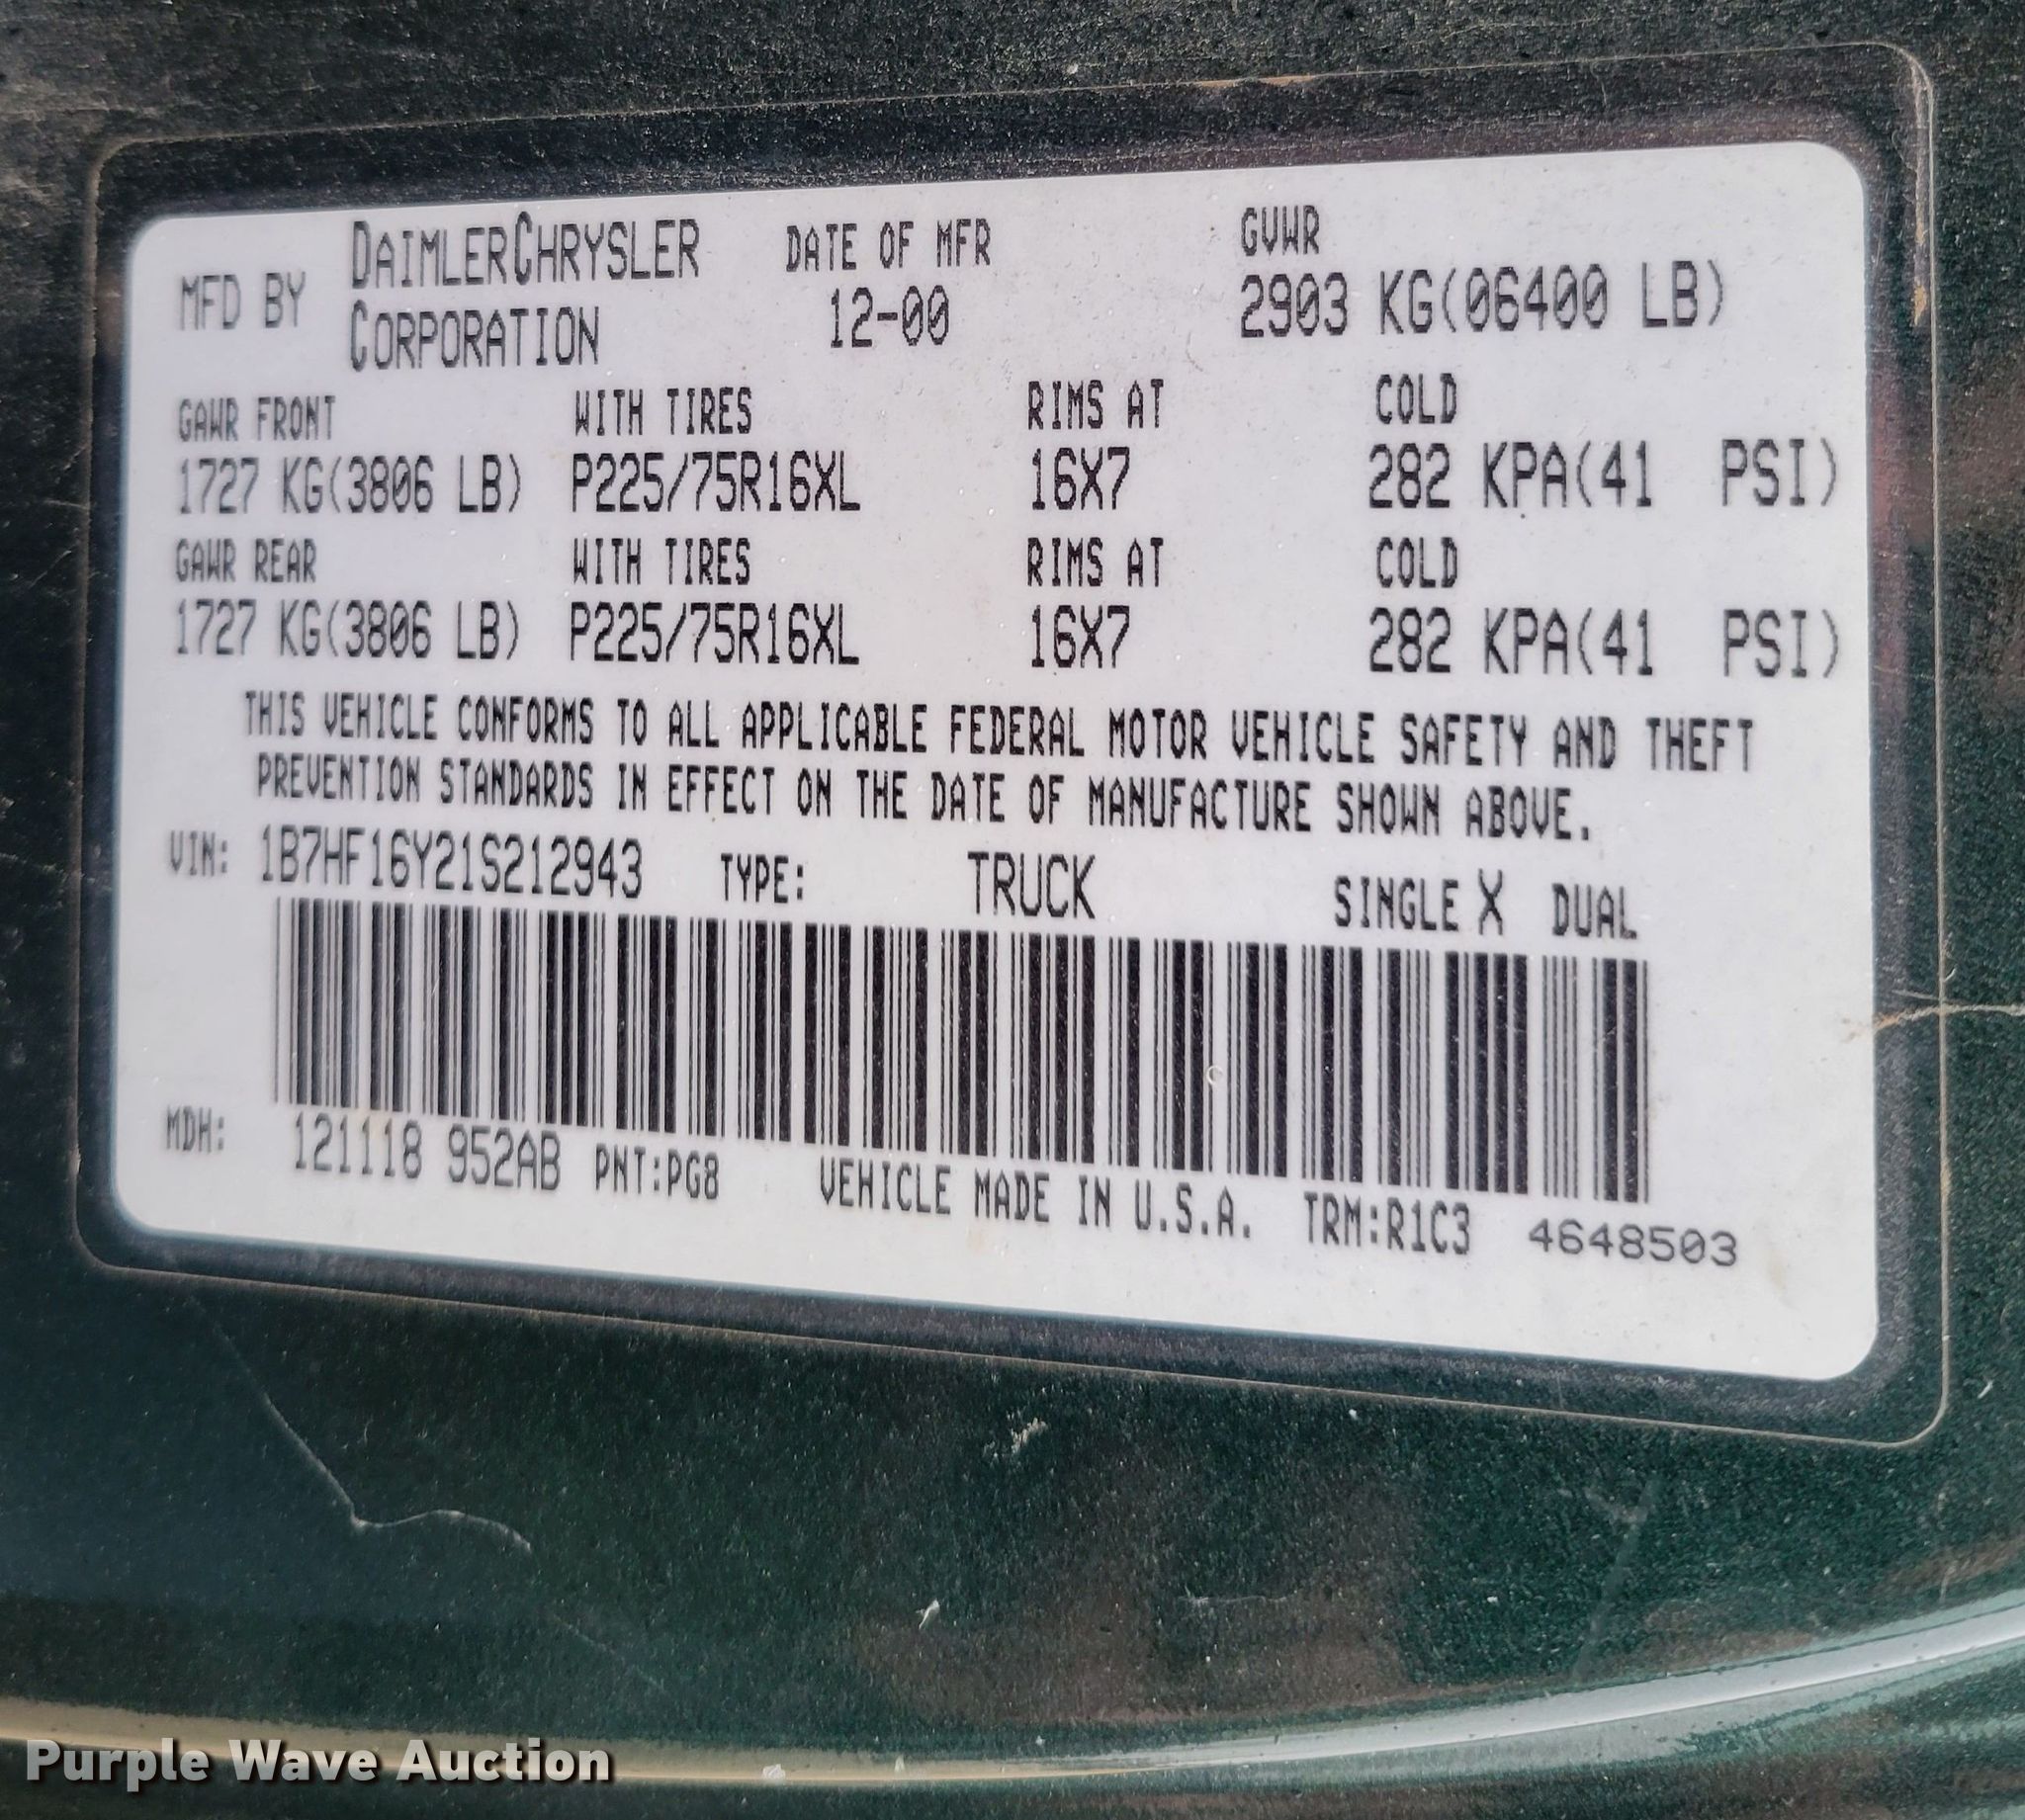 MFD BY DAIMLERCHRYSLER CORPORATION DATE OF MFR 12-00 GVWR 2903 KG(06400 LB)
GAWR FRONT WITH TIRES RIMS AT COLD
1727 KG(3806 LB) P225/75R16XL 16X7 282 KPA(41 PSI)
GAWR REAR WITH TIRES RIMS AT COLD
1727 KG(3806 LB) P225/75R16XL 16X7 282 KPA(41 PSI)
THIS VEHICLE CONFORMS TO ALL APPLICABLE FEDERAL MOTOR VEHICLE SAFETY AND THEFT
PREVENTION STANDARDS IN EFFECT ON THE DATE OF MANUFACTURE SHOWN ABOVE.
VIN: 1B7HF16Y21S212943 TYPE: TRUCK SINGLE X DUAL
MDH: 121118 952AB PNT:PG8 VEHICLE MADE IN U.S.A. TRM:R1C3 4648503
Purple Wave Auction